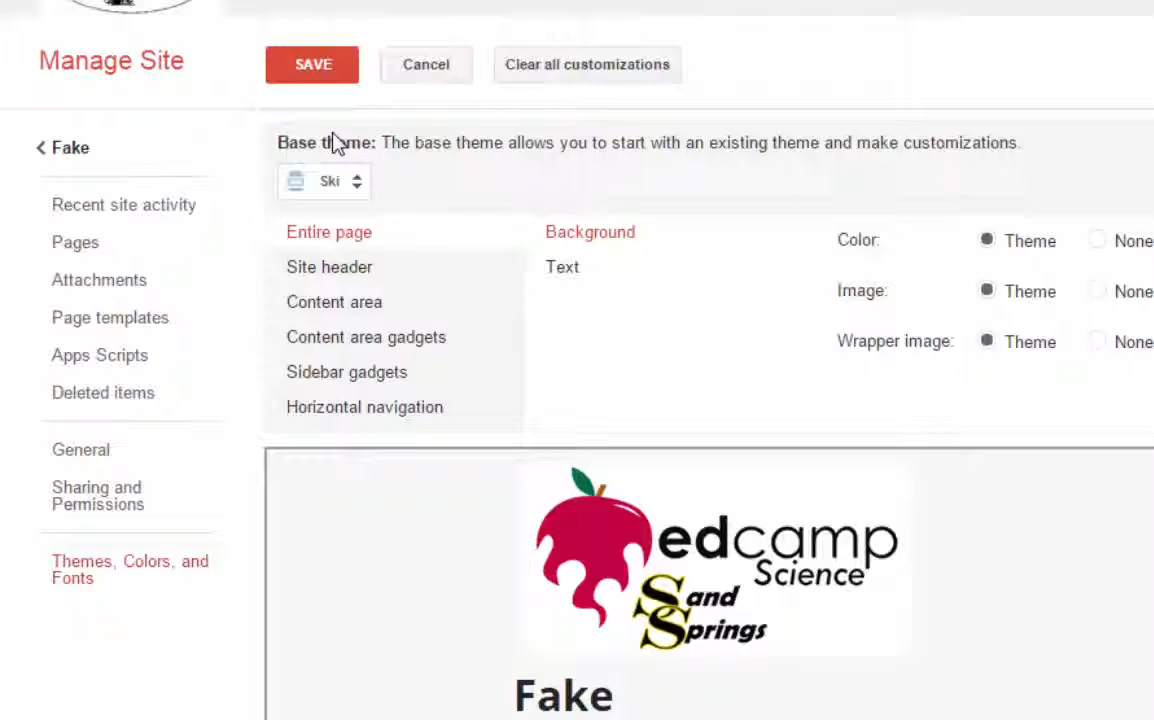 Manage Site
SAVE
Cancel
Clear all customizations
Fake
Base theme: The base theme allows you to start with an existing theme and make customizations.
Ski
Recent site activity
Pages
Attachments
Page templates
Apps Scripts
Deleted items
General
Sharing and
Permissions
Themes, Colors, and
Fonts
Entire page
Site header
Content area
Content area gadgets
Sidebar gadgets
Horizontal navigation
Background
Text
Color: Theme None
Image: Theme None
Wrapper image: Theme None
edcamp
Science
Sand
Springs
Fake